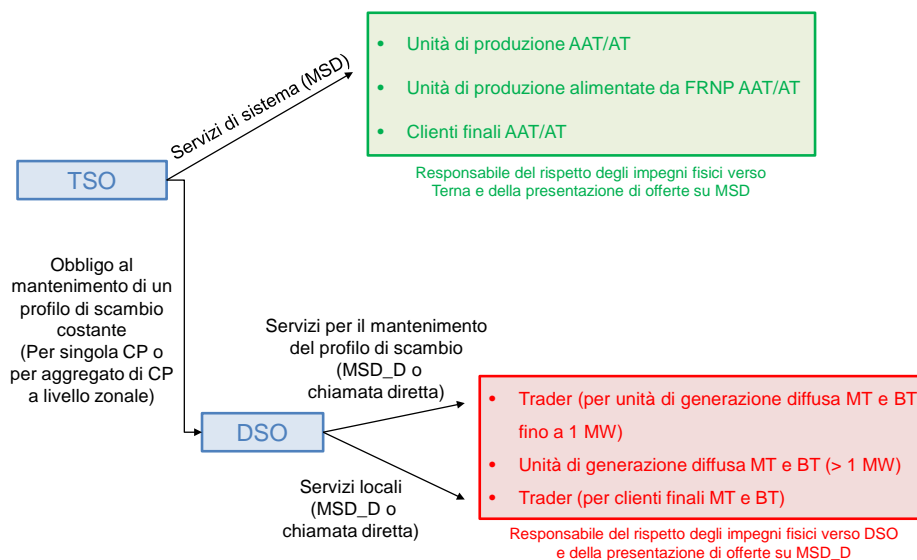 Servizi di sistema (MSD)
• Unità di produzione AAT/AT
• Unità di produzione alimentate da FRNP AAT/AT
• Clienti finali AAT/AT
Responsabile del rispetto degli impegni fisici verso
Terna e della presentazione di offerte su MSD
TSO
Obbligo al
mantenimento di un
profilo di scambio
costante
(Per singola CP o
per aggregato di CP
a livello zonale)
Servizi per il mantenimento
del profilo di scambio
(MSD_D o
chiamata diretta)
DSO
Servizi locali
(MSD_D o
chiamata diretta)
• Trader (per unità di generazione diffusa MT e BT
fino a 1 MW)
• Unità di generazione diffusa MT e BT (> 1 MW)
• Trader (per clienti finali MT e BT)
Responsabile del rispetto degli impegni fisici verso DSO
e della presentazione di offerte su MSD_D